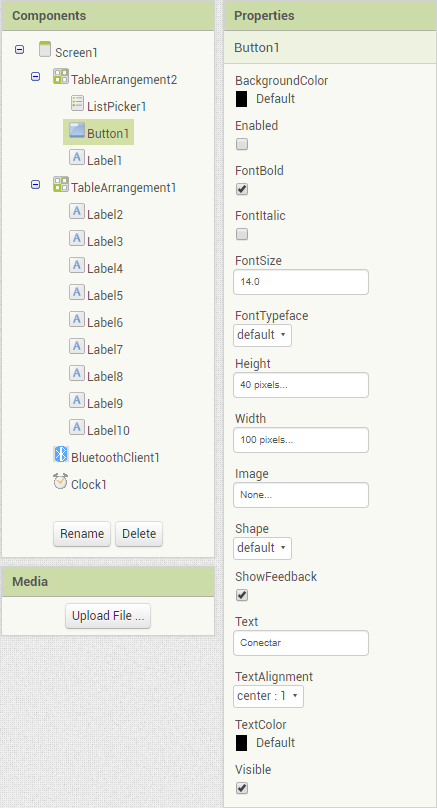 Components
Screen1
TableArrangement2
ListPicker1
Button1
Label1
TableArrangement1
Label2
Label3
Label4
Label5
Label6
Label7
Label8
Label9
Label10
BluetoothClient1
Clock1
Rename Delete
Media
Upload File ...
Properties
Button1
BackgroundColor
Default
Enabled
FontBold
FontItalic
FontSize
14.0
FontTypeface
default
Height
40 pixels...
Width
100 pixels...
Image
None...
Shape
default
ShowFeedback
Text
Conectar
TextAlignment
center : 1
TextColor
Default
Visible